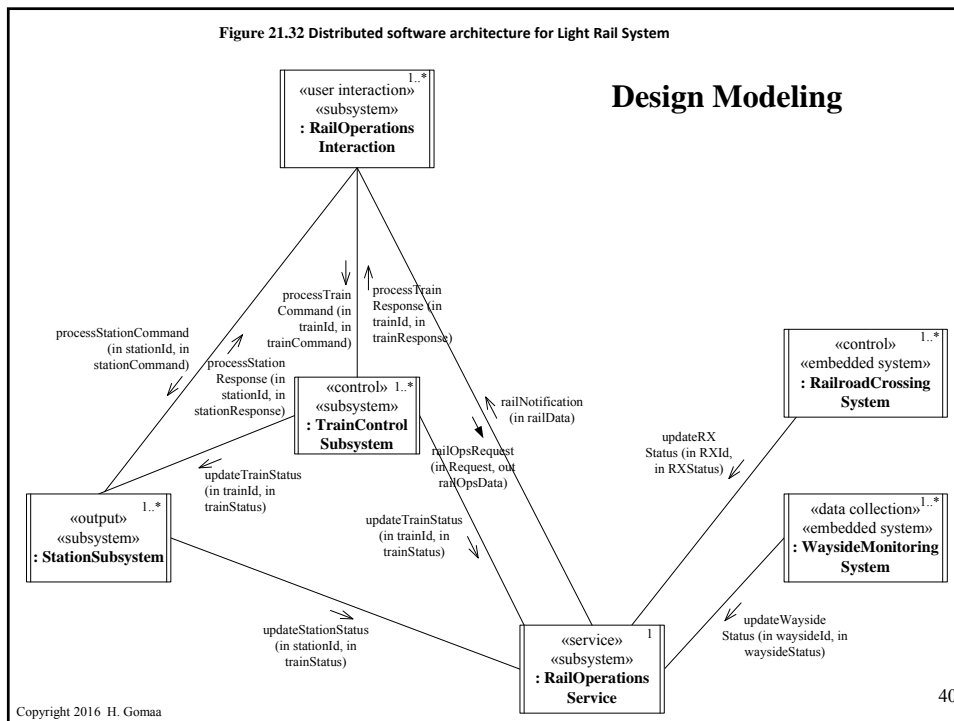 Figure 21.32 Distributed software architecture for Light Rail System
Design Modeling
1..*
«user interaction»
«subsystem»
: RailOperations
Interaction
processTrain
Command (in
trainId, in
trainCommand)
processTrain
Response (in
trainId, in
trainResponse)
processStationCommand
(in stationId, in
stationCommand)
processStation
Response (in
stationId, in
stationResponse)
«control»
1..*
«subsystem»
: TrainControl
Subsystem
railNotification
(in railData)
railOpsRequest
(in Request, out
railOpsData)
1..*
«control»
«embedded system»
: RailroadCrossing
System
updateRX
Status (in RXId,
in RXStatus)
updateTrainStatus
(in trainId, in
trainStatus)
updateTrainStatus
(in trainId, in
trainStatus)
1..*
«output»
«subsystem»
: StationSubsystem
1..*
«data collection»
«embedded system»
: WaysideMonitoring
System
updateStationStatus
(in stationId, in
trainStatus)
updateWayside
Status (in waysideId, in
waysideStatus)
«service»
1
«subsystem»
: RailOperations
Service
Copyright 2016 H. Gomaa
40